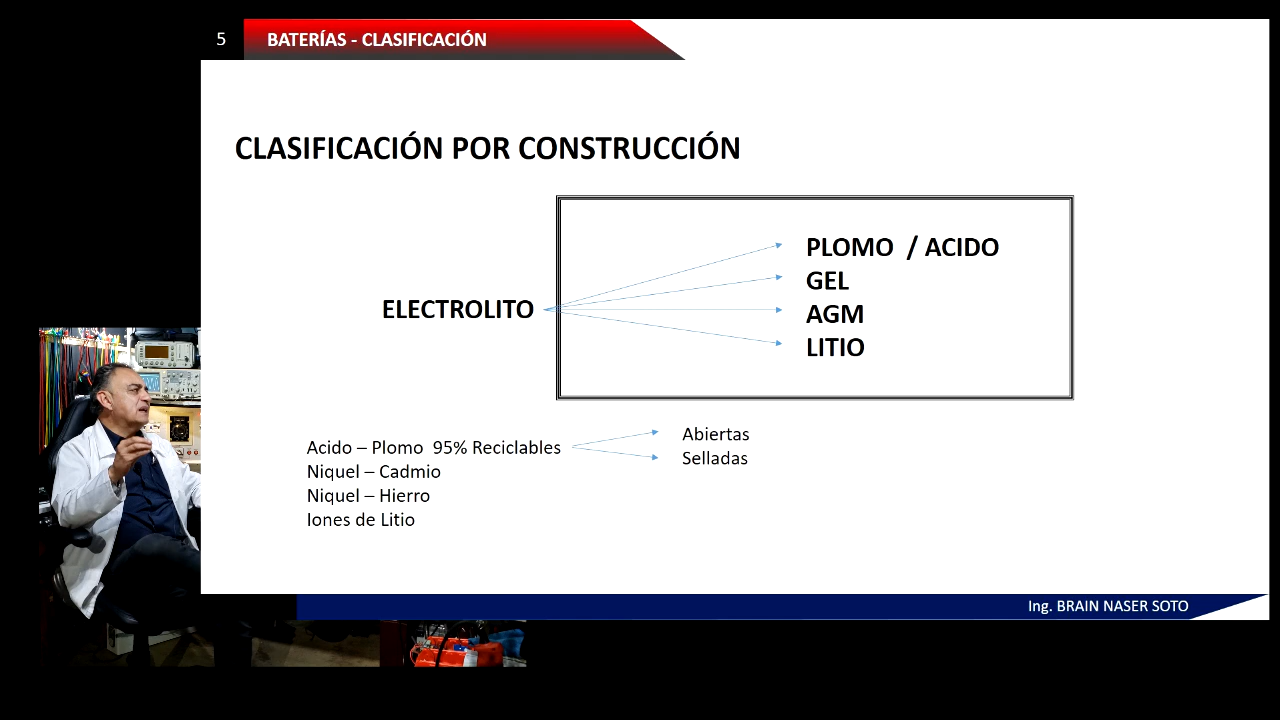 5
BATERÍAS - CLASIFICACIÓN
CLASIFICACIÓN POR CONSTRUCCIÓN
ELECTROLITO
PLOMO / ACIDO
GEL
AGM
LITIO
Acido – Plomo 95% Reciclables
Niquel – Cadmio
Niquel – Hierro
Iones de Litio
Abiertas
Selladas
Ing. BRAIN NASER SOTO